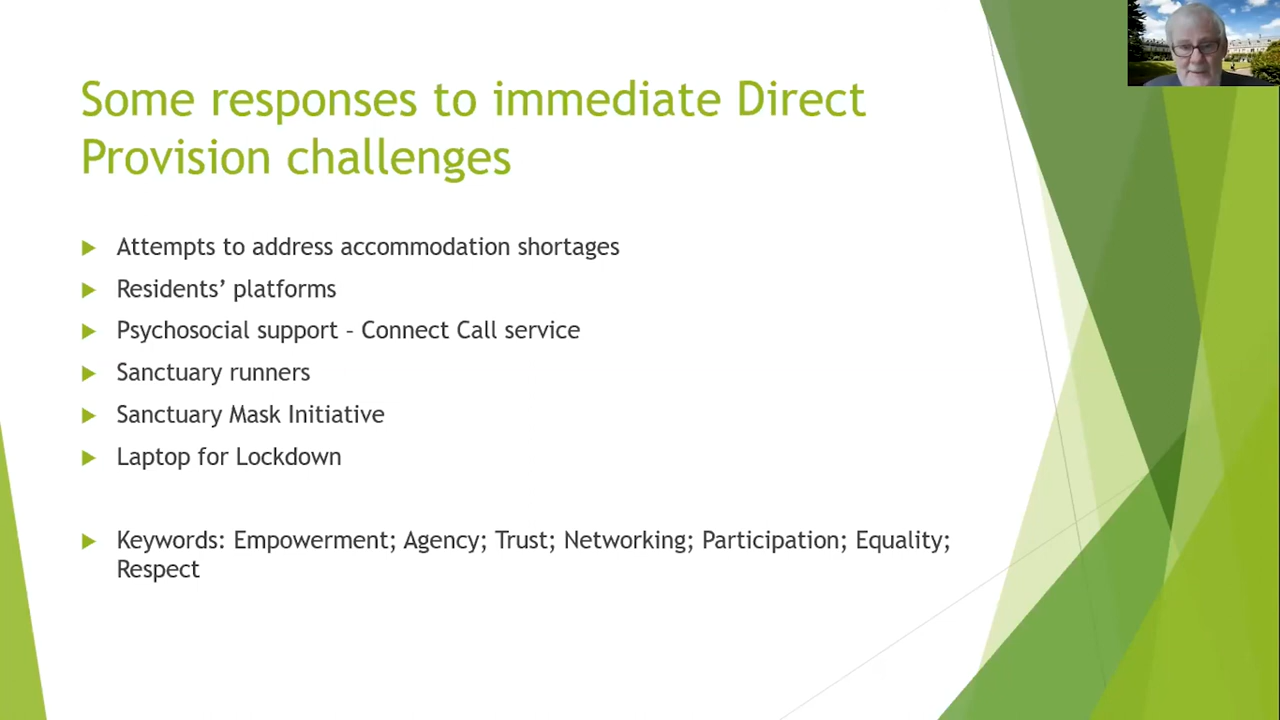 Some responses to immediate Direct
Provision challenges
Attempts to address accommodation shortages
Residents’ platforms
Psychosocial support – Connect Call service
Sanctuary runners
Sanctuary Mask Initiative
Laptop for Lockdown
Keywords: Empowerment; Agency; Trust; Networking; Participation; Equality;
Respect